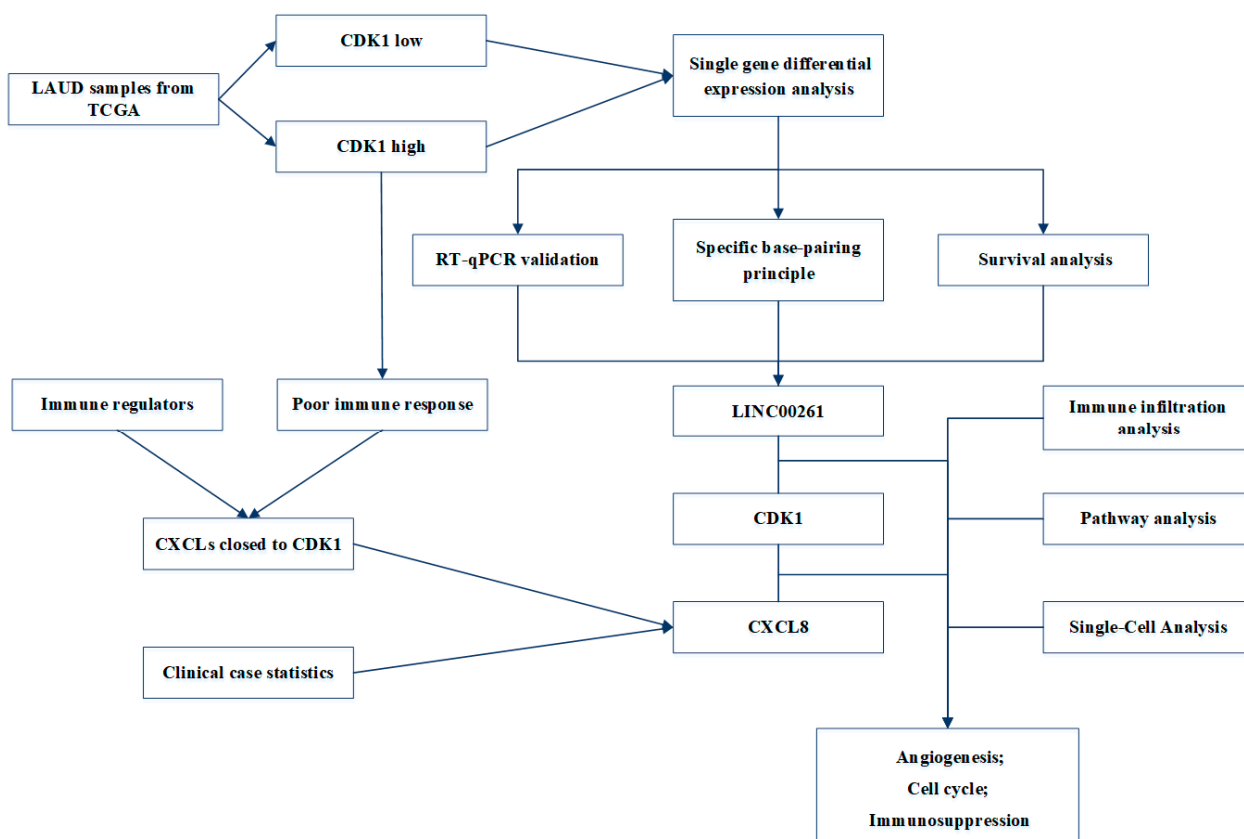 CDK1 low
LAUD samples from
TCGA
CDK1 high
Single gene differential
expression analysis
RT-qPCR validation
Specific base-pairing
principle
Survival analysis
Immune regulators
Poor immune response
LINC00261
Immune infiltration
analysis
CXCLs closed to CDK1
CDK1
Pathway analysis
Clinical case statistics
CXCL8
Single-Cell Analysis
Angiogenesis;
Cell cycle;
Immunosuppression